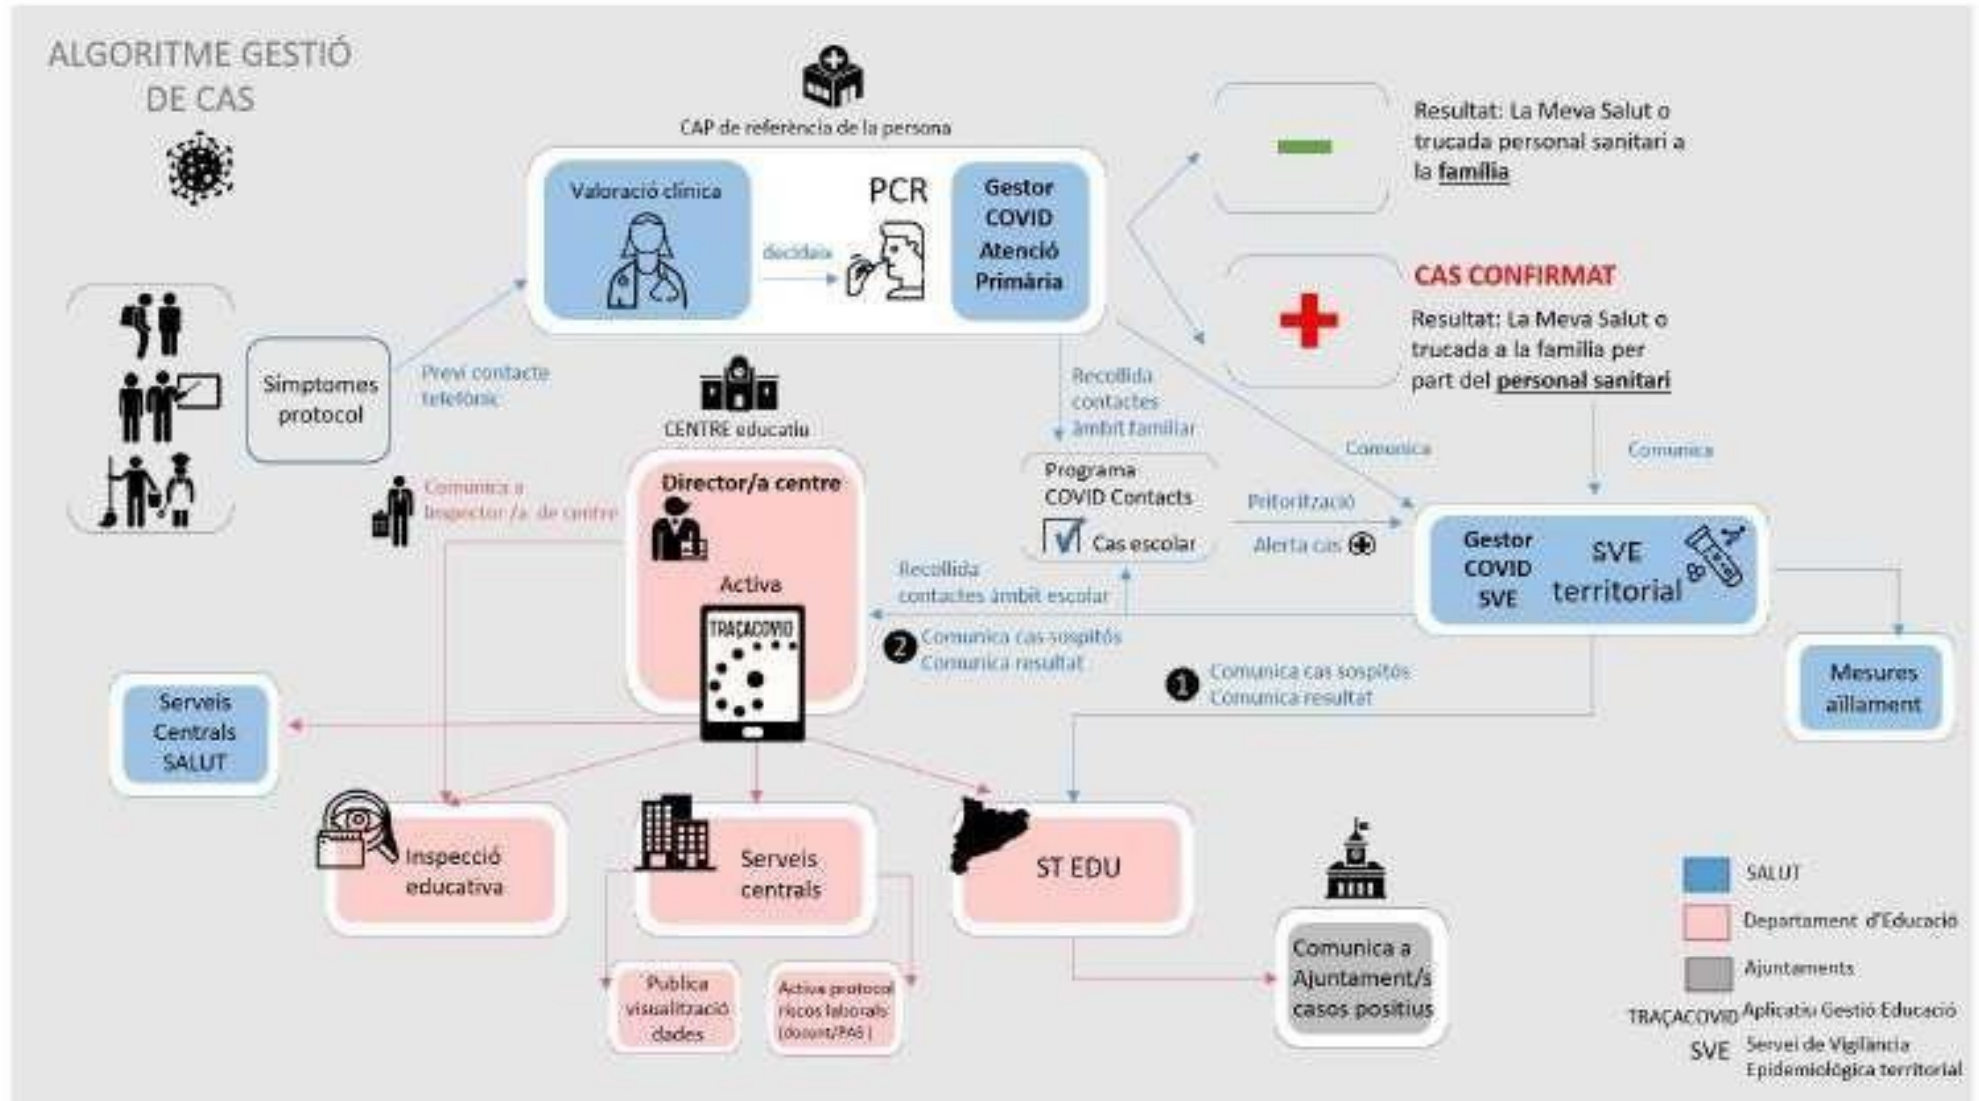 ALGORITME GESTIÓ
DE CAS
CAP de referència de la persona
Valoració clínica
decideix
PCR
Gestor
COVID
Atenció
Primària
Resultat: La Meva Salut o
trucada personal sanitari a
la família
CAS CONFIRMAT
Resultat: La Meva Salut o
trucada a la família per
part del personal sanitari
Símptomes
protocol
Previ contacte
telefònic
CENTRE educatiu
Recollida
contactes
àmbit familiar
Comunica
Comunica
Comunica a
Inspector /a de centre
Director/a centre
Activa
TRAÇACOVID
Programa
COVID Contacts
Cas escolar
Priorització
Alerta cas
Gestor
COVID
SVE
SVE
territorial
Recollida
contactes àmbit escolar
2 Comunica cas sospitós
Comunica resultat
1 Comunica cas sospitós
Comunica resultat
Mesures
aïllament
Serveis
Centrals
SALUT
Inspecció
educativa
Serveis
centrals
ST EDU
Publica
visualització
dades
Activa protocol
riscos laborals
(docent/PAS )
Comunica a
Ajuntament/s
casos positius
SALUT
Departament d'Educació
Ajuntaments
TRAÇACOVID Aplicatiu Gestió Educació
SVE Servei de Vigilància
Epidemiològica territorial